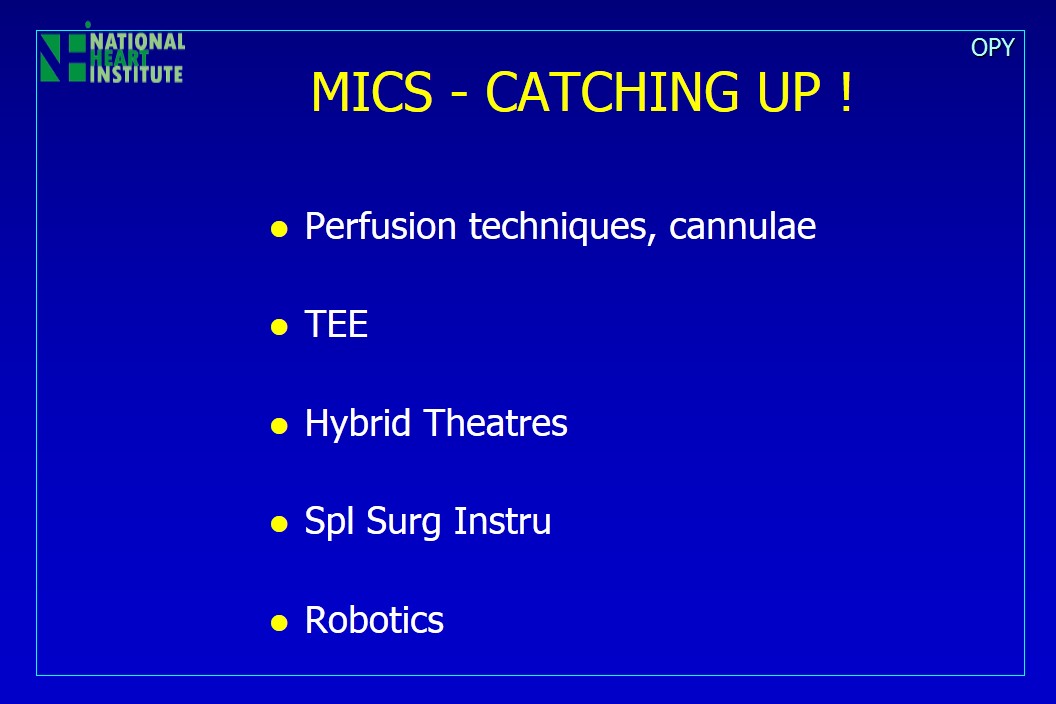 NATIONAL
HEART
INSTITUTE
OPY
MICS - CATCHING UP !
Perfusion techniques, cannulae
TEE
Hybrid Theatres
Spl Surg Instru
Robotics